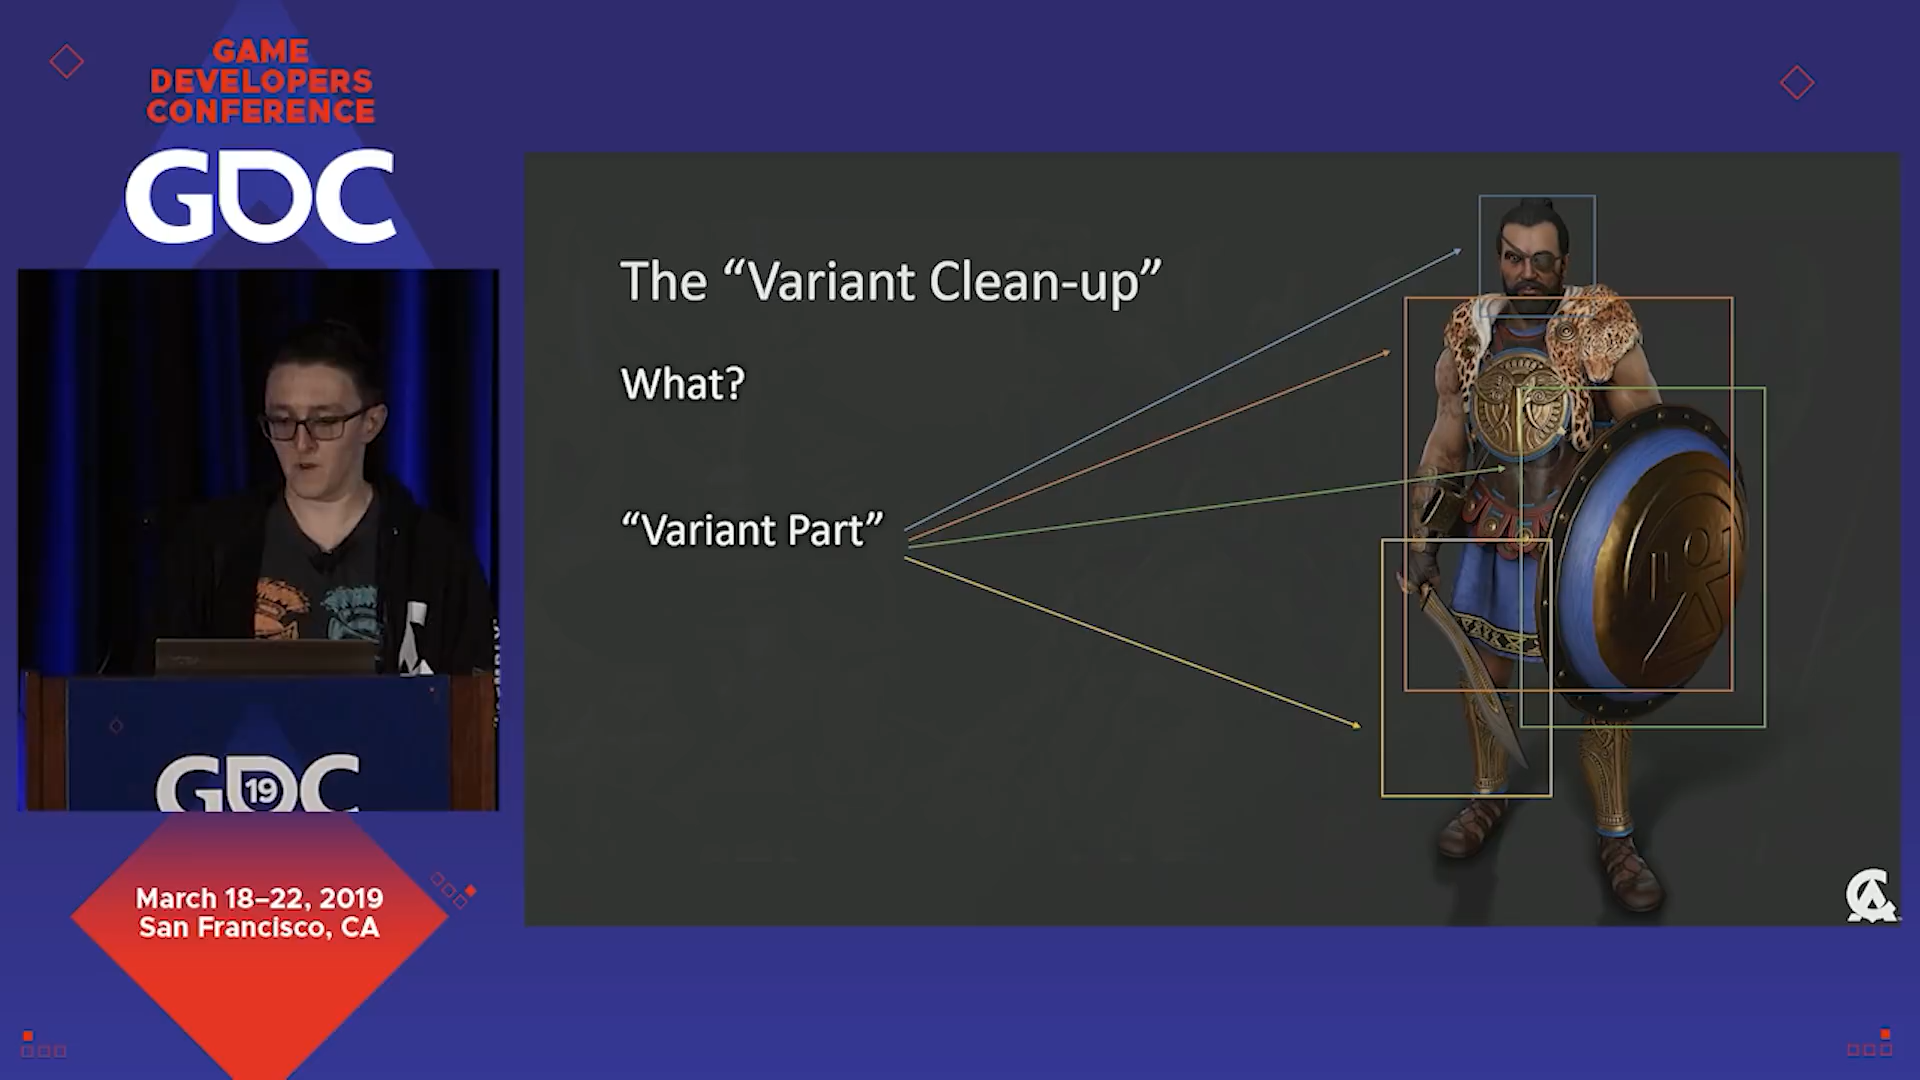 GAME
DEVELOPERS
CONFERENCE
GDC
The “Variant Clean-up”
What?
“Variant Part”
GDC
19
March 18–22, 2019
San Francisco, CA